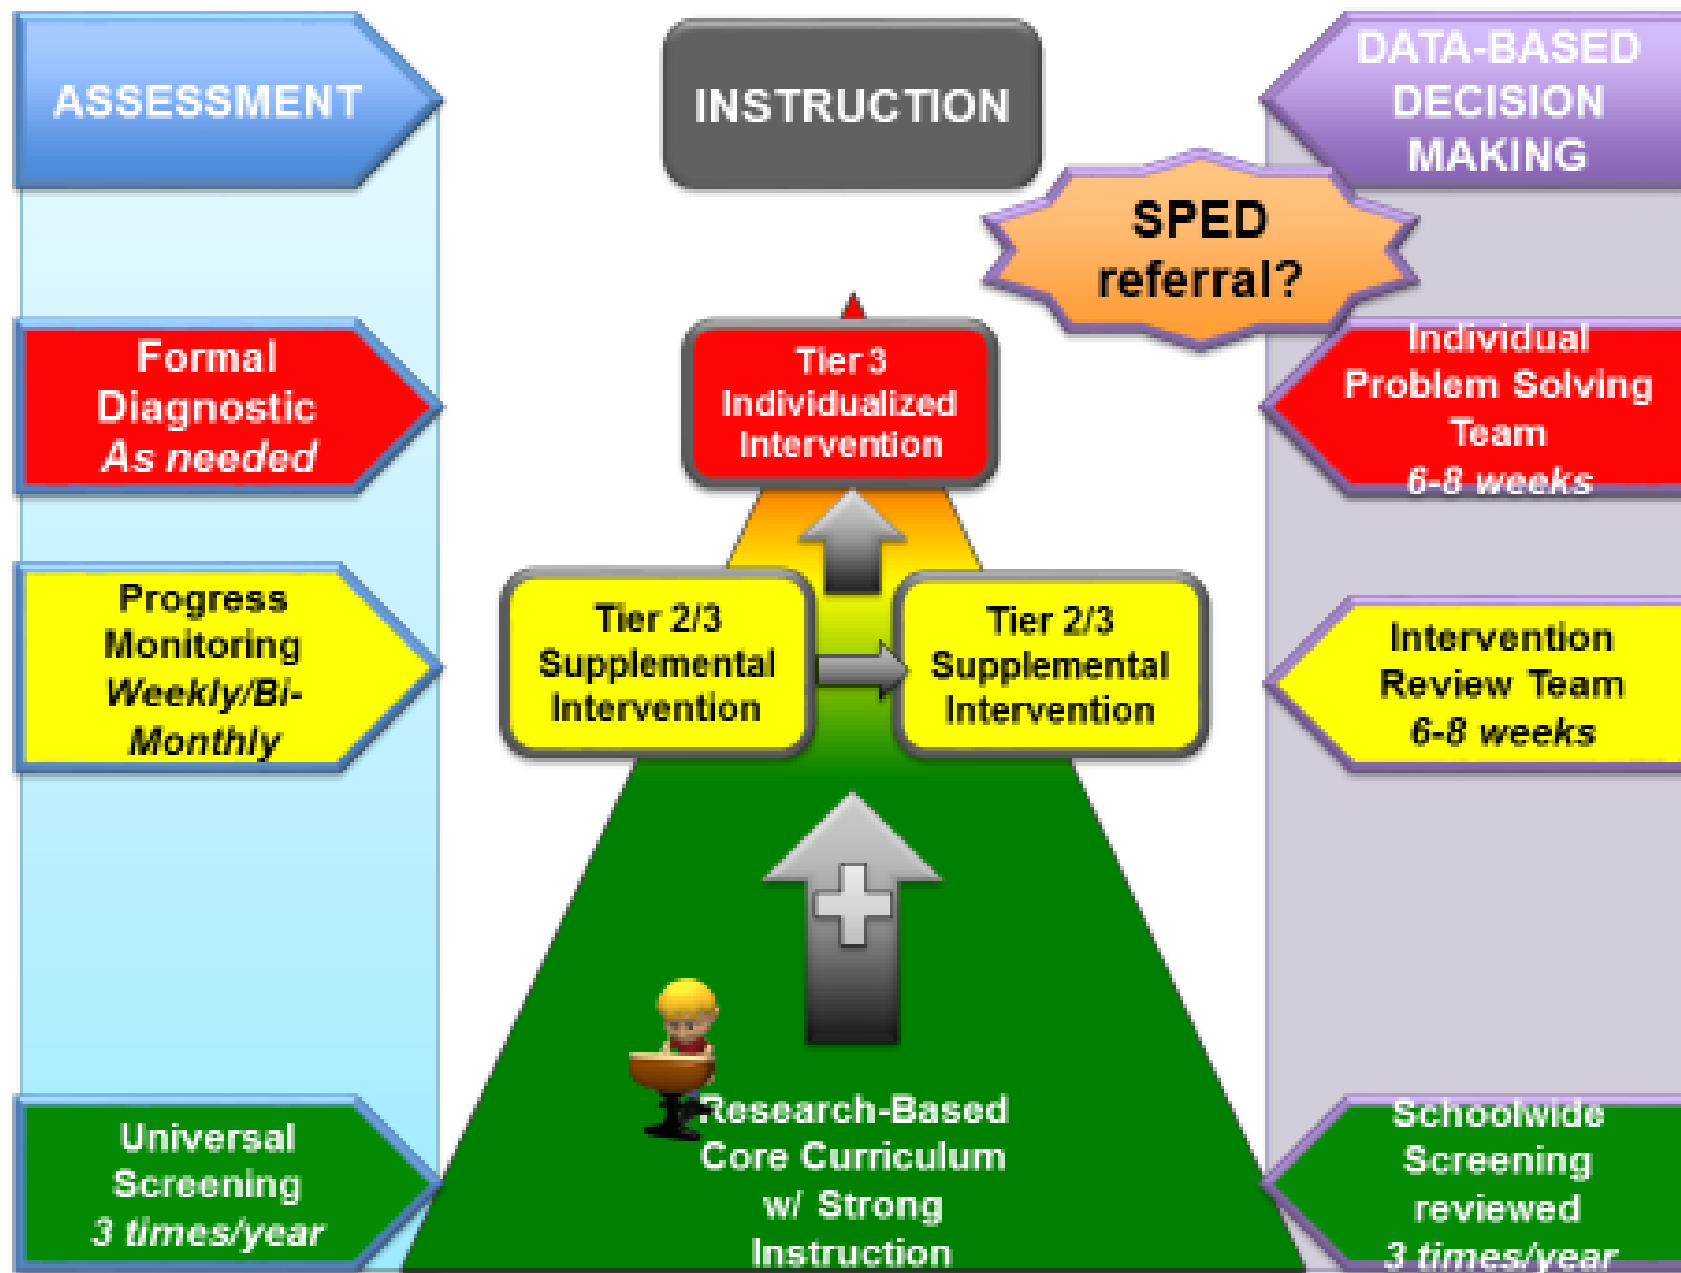 ASSESSMENT
INSTRUCTION
DATA-BASED
DECISION
MAKING
SPED
referral?
Formal
Diagnostic
As needed
Tier 3
Individualized
Intervention
Individual
Problem Solving
Team
6-8 weeks
Progress
Monitoring
Weekly/Bi-
Monthly
Tier 2/3
Supplemental
Intervention
Tier 2/3
Supplemental
Intervention
Intervention
Review Team
6-8 weeks
Universal
Screening
3 times/year
Research-Based
Core Curriculum
w/ Strong
Instruction
Schoolwide
Screening
reviewed
3 times/year